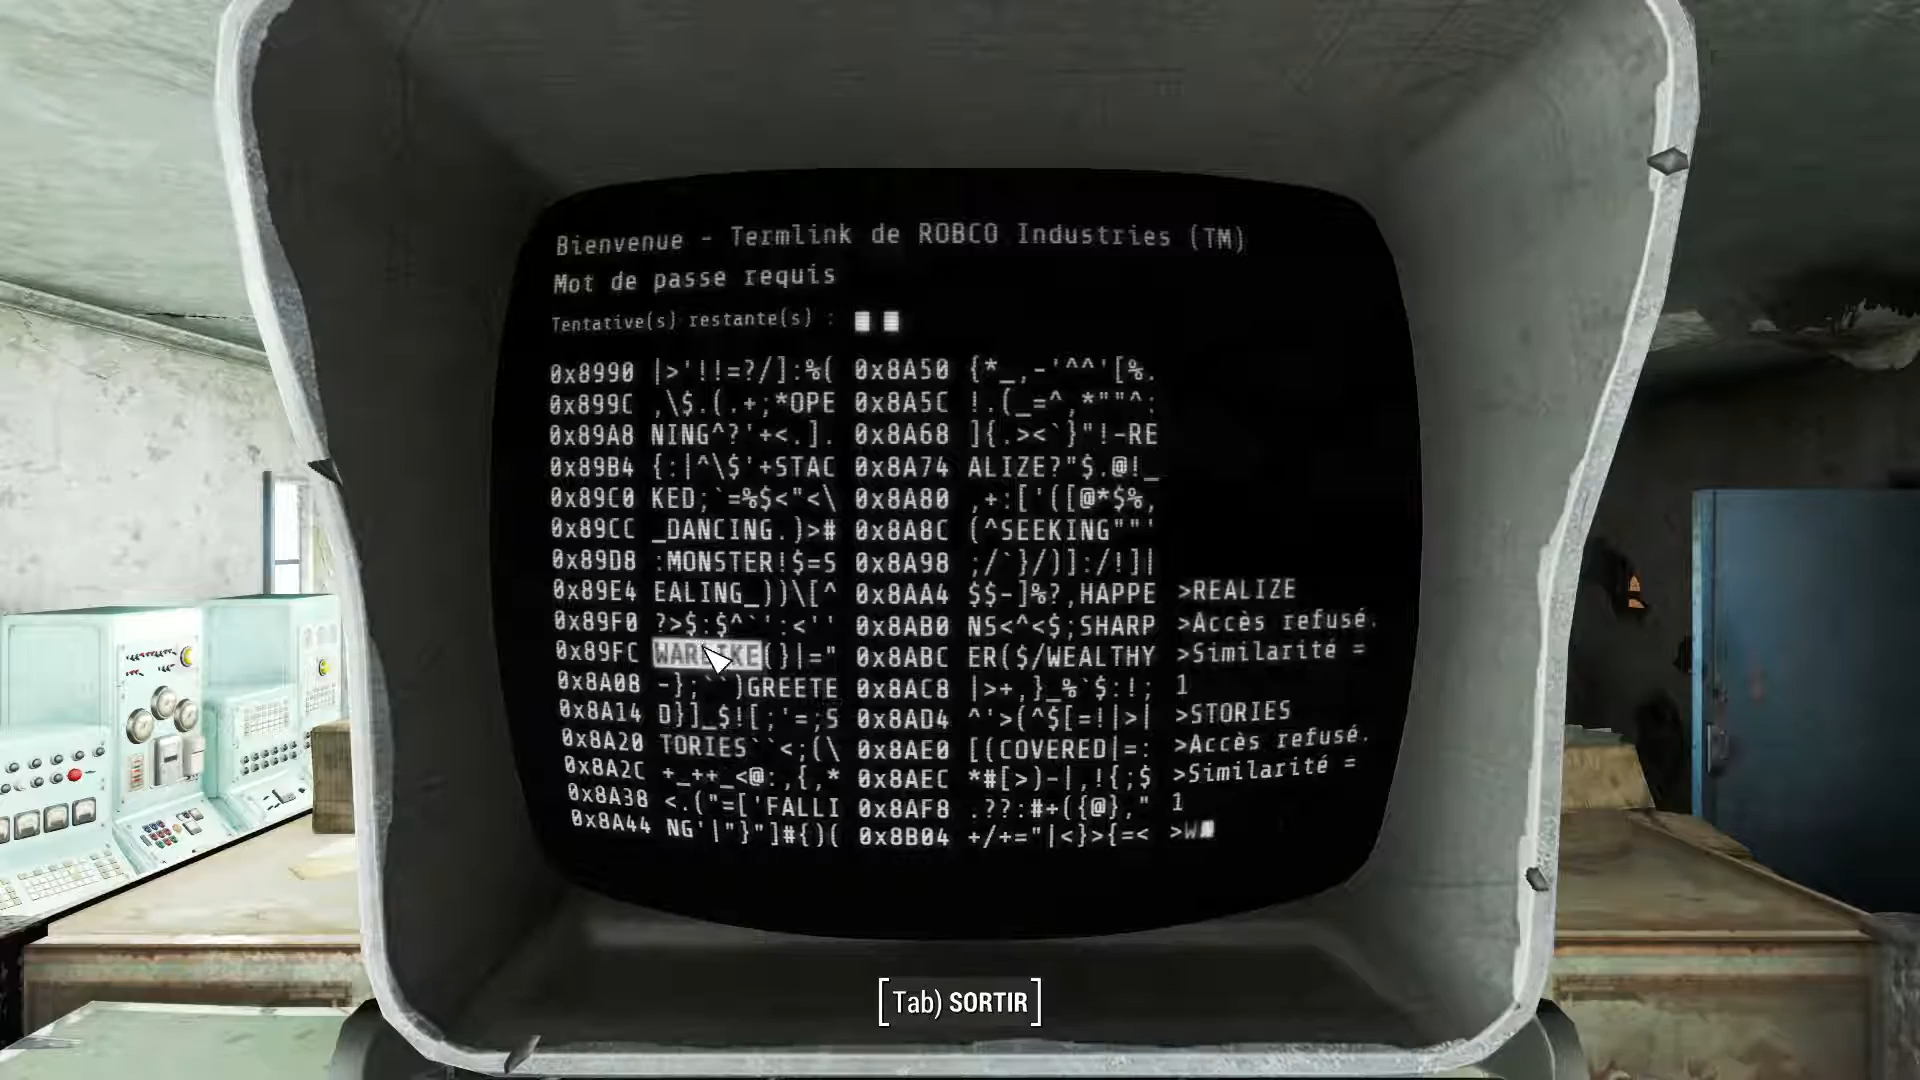 Bienvenue - Termlink de ROBCO Industries (TM)
Mot de passe requis
Tentative(s) restante(s) :
0x8990 |>'!!=?/]:%( 0x8A50 {*_,-'^^'[%.
0x899C ,\$.(.+;*OPE 0x8A5C !.(_=^,*""^:
0x89A8 NING^?'+<.]. 0x8A68 ]{.><`}"!-RE
0x89B4 {:|^\$'+STAC 0x8A74 ALIZE?"$.@!_
0x89C0 KED;`=%$<"<\ 0x8A80 ,+:['([@*$%,
0x89CC _DANCING.)># 0x8A8C (^SEEKING""'
0x89D8 :MONSTER!$=S 0x8A98 ;/`}/)]:/!]|
0x89E4 EALING_))\[^ 0x8AA4 $$-]%?,HAPPE >REALIZE
0x89F0 ?>$:$^`':<'' 0x8AB0 NS<^<$;SHARP >Accès refusé.
0x89FC WARLIKE(}|=" 0x8ABC ER($/WEALTHY >Similarité =
0x8A08 -};``)GREETE 0x8AC8 |>+,}_%`$:!; 1
0x8A14 D}]_$![;'=;S 0x8AD4 ^'>(^$[=!|>| >STORIES
0x8A20 TORIES``<;(\ 0x8AE0 [(COVERED|=: >Accès refusé.
0x8A2C +_++_<@:,{,* 0x8AEC *#[>)-|,!{;$ >Similarité =
0x8A38 <.("=['FALLI 0x8AF8 .??:#+({@}," 1
0x8A44 NG'|"}"]#{)( 0x8B04 +/+="|<}>{=< >W
[Tab) SORTIR]